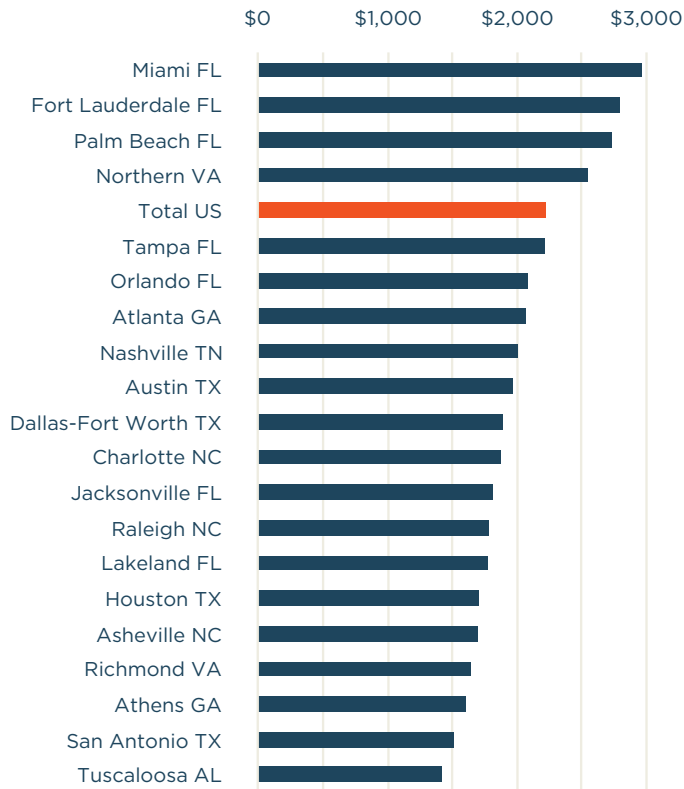 $0 $1,000 $2,000 $3,000
Miami FL
Fort Lauderdale FL
Palm Beach FL
Northern VA
Total US
Tampa FL
Orlando FL
Atlanta GA
Nashville TN
Austin TX
Dallas-Fort Worth TX
Charlotte NC
Jacksonville FL
Raleigh NC
Lakeland FL
Houston TX
Asheville NC
Richmond VA
Athens GA
San Antonio TX
Tuscaloosa AL